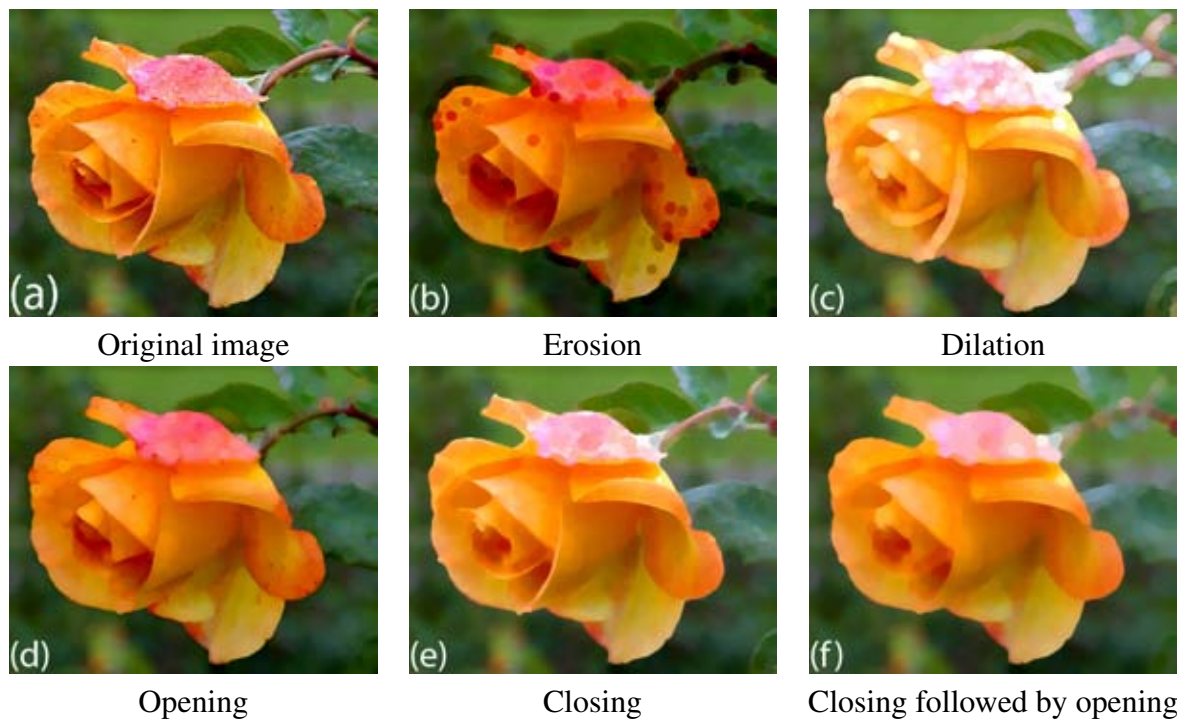 (a)
(b)
(c)
Original image
Erosion
Dilation
(d)
(e)
(f)
Opening
Closing
Closing followed by opening